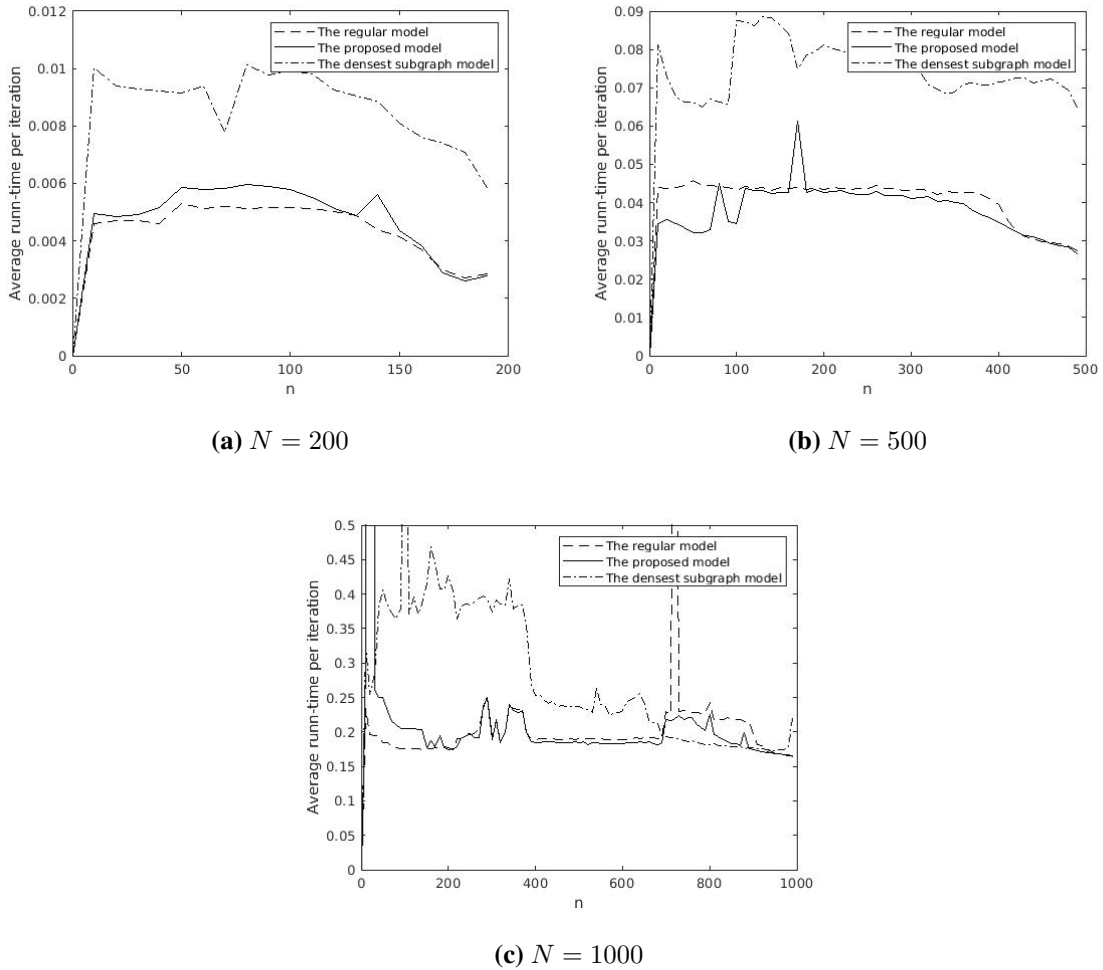 0.012
0.01
0.008
0.006
0.004
0.002
0
Average runn-time per iteration
The regular model
The proposed model
The densest subgraph model
0 50 100 150 200
n
(a) N = 200
0.09
0.08
0.07
0.06
0.05
0.04
0.03
0.02
0.01
0
Average runn-time per iteration
The regular model
The proposed model
The densest subgraph model
0 100 200 300 400 500
n
(b) N = 500
0.5
0.45
0.4
0.35
0.3
0.25
0.2
0.15
0.1
0.05
0
Average runn-time per iteration
The regular model
The proposed model
The densest subgraph model
0 200 400 600 800 1000
n
(c) N = 1000